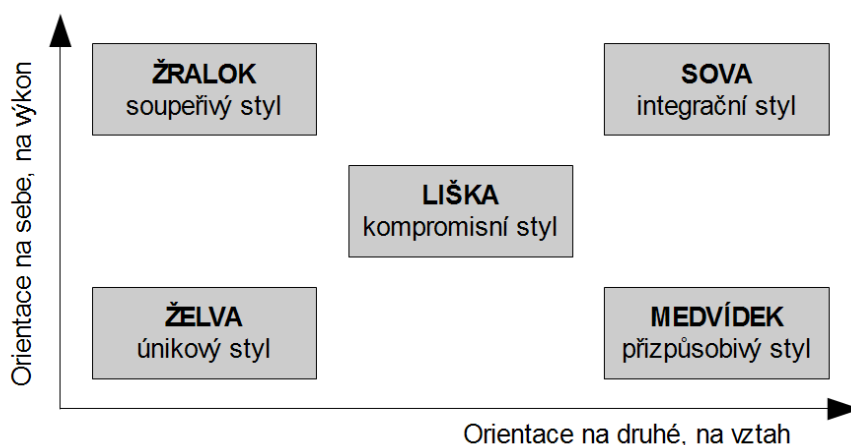 Orientace na sebe, na výkon
ŽRALOK
soupeřivý styl
SOVA
integrační styl
LIŠKA
kompromisní styl
ŽELVA
únikový styl
MEDVÍDEK
přizpůsobivý styl
Orientace na druhé, na vztah